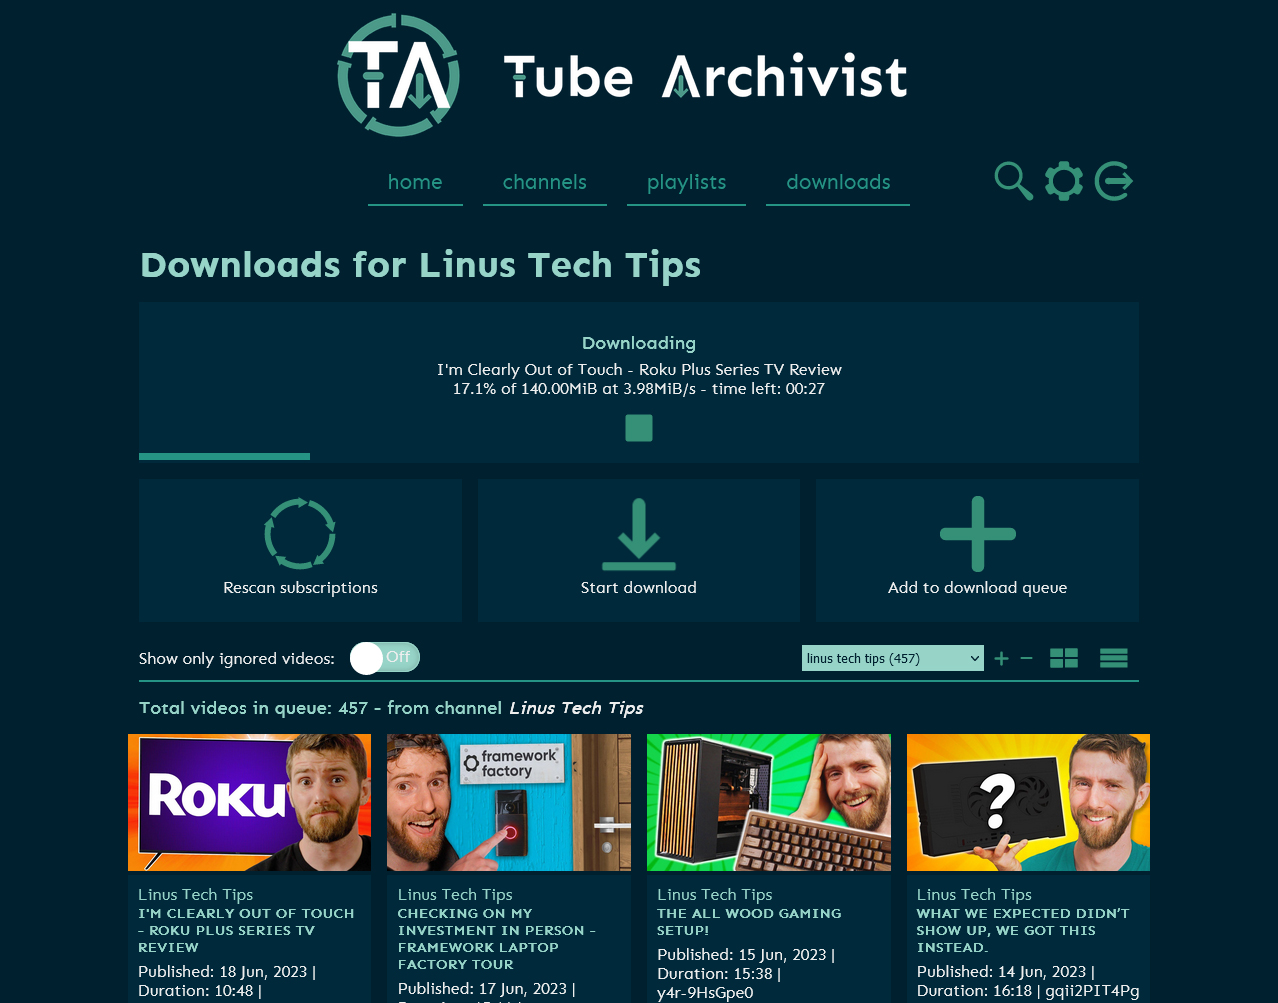 TA Tube Archivist
home channels playlists downloads
Downloads for Linus Tech Tips
Downloading
I'm Clearly Out of Touch - Roku Plus Series TV Review
17.1% of 140.00MiB at 3.98MiB/s - time left: 00:27
Rescan subscriptions
Start download
Add to download queue
Show only ignored videos: Off
linus tech tips (457)
Total videos in queue: 457 - from channel Linus Tech Tips
Roku
Linus Tech Tips
I'M CLEARLY OUT OF TOUCH
- ROKU PLUS SERIES TV
REVIEW
Published: 18 Jun, 2023 |
Duration: 10:48 |
framework
factory
Linus Tech Tips
CHECKING ON MY
INVESTMENT IN PERSON -
FRAMEWORK LAPTOP
FACTORY TOUR
Published: 17 Jun, 2023 |
Linus Tech Tips
THE ALL WOOD GAMING
SETUP!
Published: 15 Jun, 2023 |
Duration: 15:38 |
y4r-9HsGpe0
?
Linus Tech Tips
WHAT WE EXPECTED DIDN’T
SHOW UP, WE GOT THIS
INSTEAD.
Published: 14 Jun, 2023 |
Duration: 16:18 | gqii2PIT4Pg